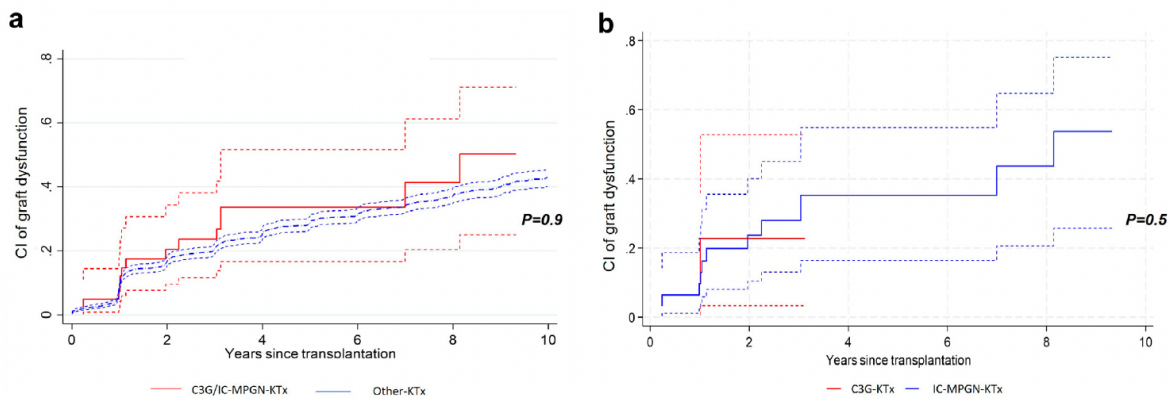 a
CI of graft dysfunction
.8
.6
.4
.2
0
P=0.9
0 2 4 6 8 10
Years since transplantation
C3G/IC-MPGN-KTx Other-KTx
b
CI of graft dysfunction
.8
.6
.4
.2
0
P=0.5
0 2 4 6 8 10
Years since transplantation
C3G-KTx IC-MPGN-KTx